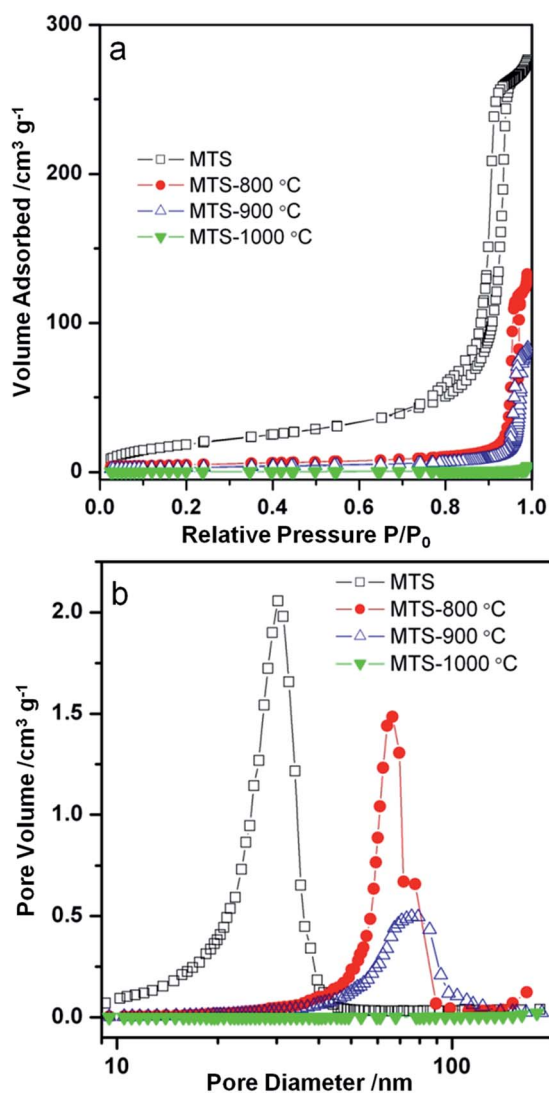 a
300
200
100
0
Volume Adsorbed /cm³ g⁻¹
MTS
MTS-800 °C
MTS-900 °C
MTS-1000 °C
0.0 0.2 0.4 0.6 0.8 1.0
Relative Pressure P/P₀
b
2.0
1.5
1.0
0.5
0.0
Pore Volume /cm³ g⁻¹
MTS
MTS-800 °C
MTS-900 °C
MTS-1000 °C
10 100
Pore Diameter /nm